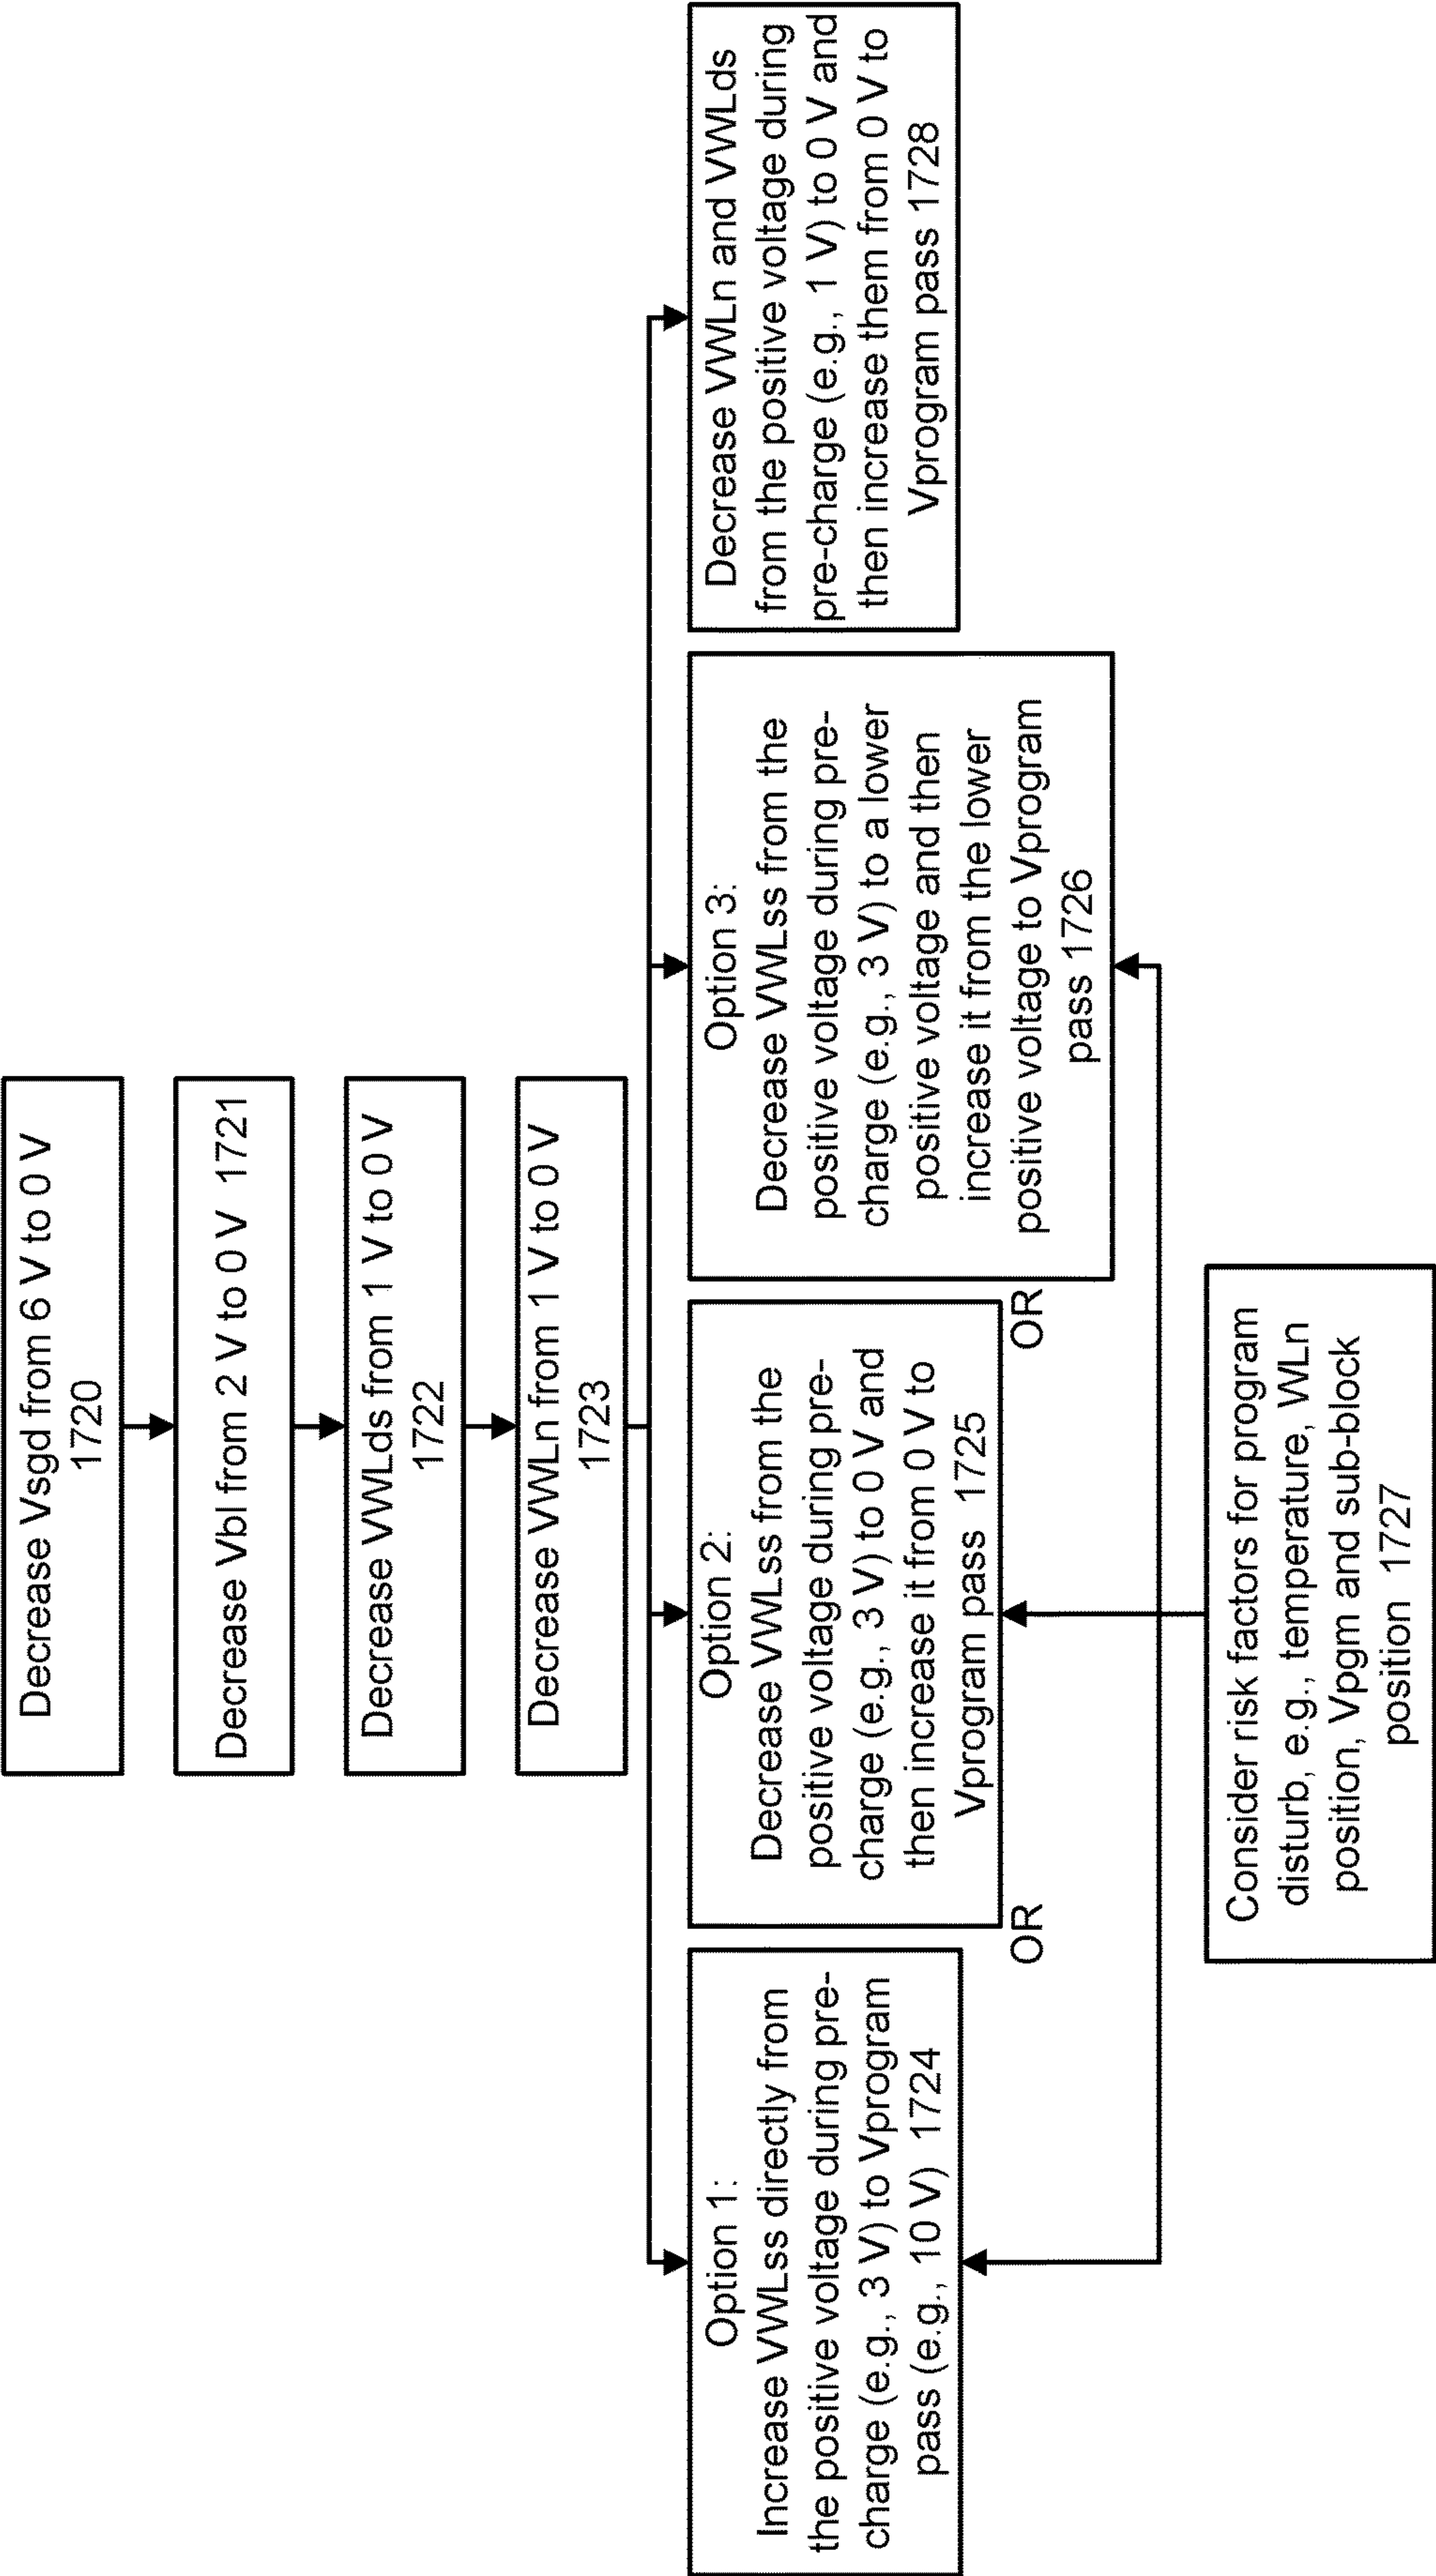 Decrease Vsgd from 6 V to 0 V
1720
Decrease Vbl from 2 V to 0 V 1721
Decrease VWLds from 1 V to 0 V
1722
Decrease VWLn from 1 V to 0 V
1723
Option 1:
Increase VWLss directly from
the positive voltage during pre-
charge (e.g., 3 V) to Vprogram
pass (e.g., 10 V) 1724
OR
Option 2:
Decrease VWLss from the
positive voltage during pre-
charge (e.g., 3 V) to 0 V and
then increase it from 0 V to
Vprogram pass 1725
OR
Option 3:
Decrease VWLss from the
positive voltage during pre-
charge (e.g., 3 V) to a lower
positive voltage and then
increase it from the lower
positive voltage to Vprogram
pass 1726
Decrease VWLn and VWLds
from the positive voltage during
pre-charge (e.g., 1 V) to 0 V and
then increase them from 0 V to
Vprogram pass 1728
Consider risk factors for program
disturb, e.g., temperature, WLn
position, Vpgm and sub-block
position 1727